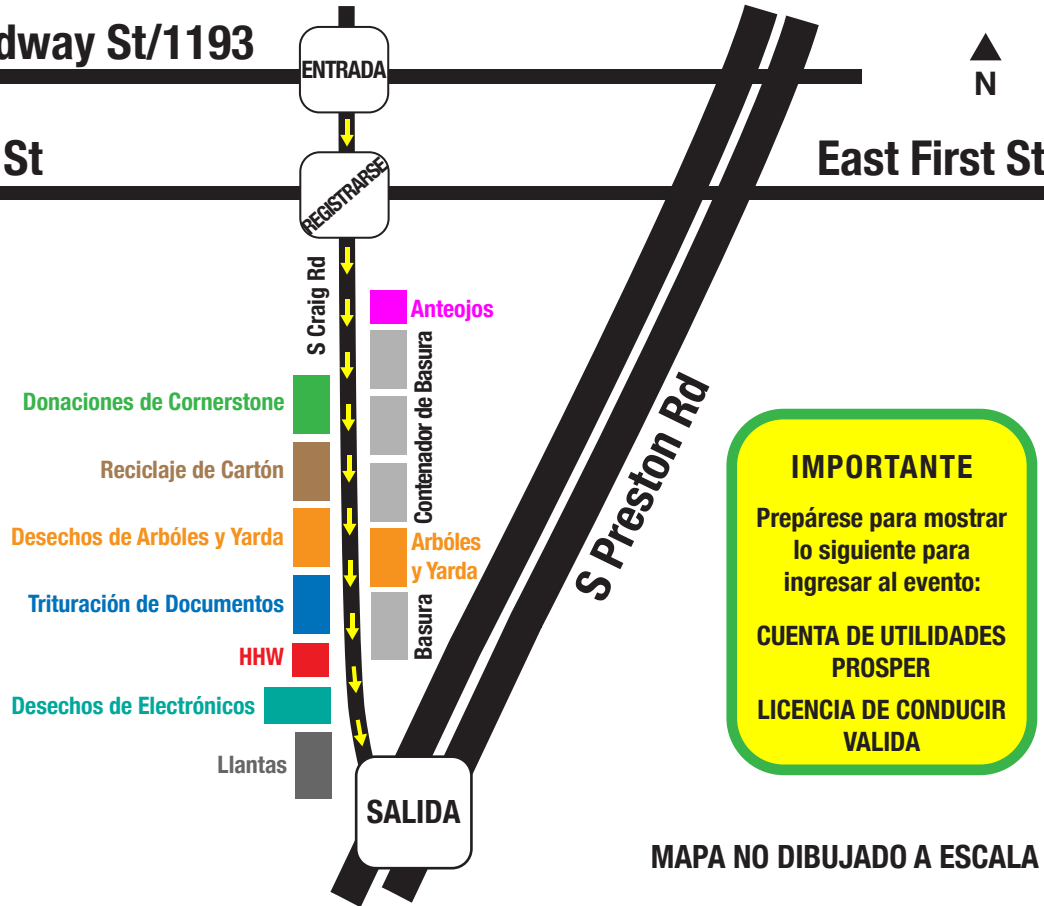 dway St/1193
ENTRADA
N
St
REGISTRARSE
East First St
S Craig Rd
Anteojos
Contenador de Basura
Donaciones de Cornerstone
Reciclaje de Cartón
Desechos de Arbóles y Yarda
Arbóles
y Yarda
Trituración de Documentos
Basura
HHW
Desechos de Electrónicos
Llantas
SALIDA
S Preston Rd
IMPORTANTE
Prepárese para mostrar
lo siguiente para
ingresar al evento:
CUENTA DE UTILIDADES
PROSPER
LICENCIA DE CONDUCIR
VALIDA
MAPA NO DIBUJADO A ESCALA